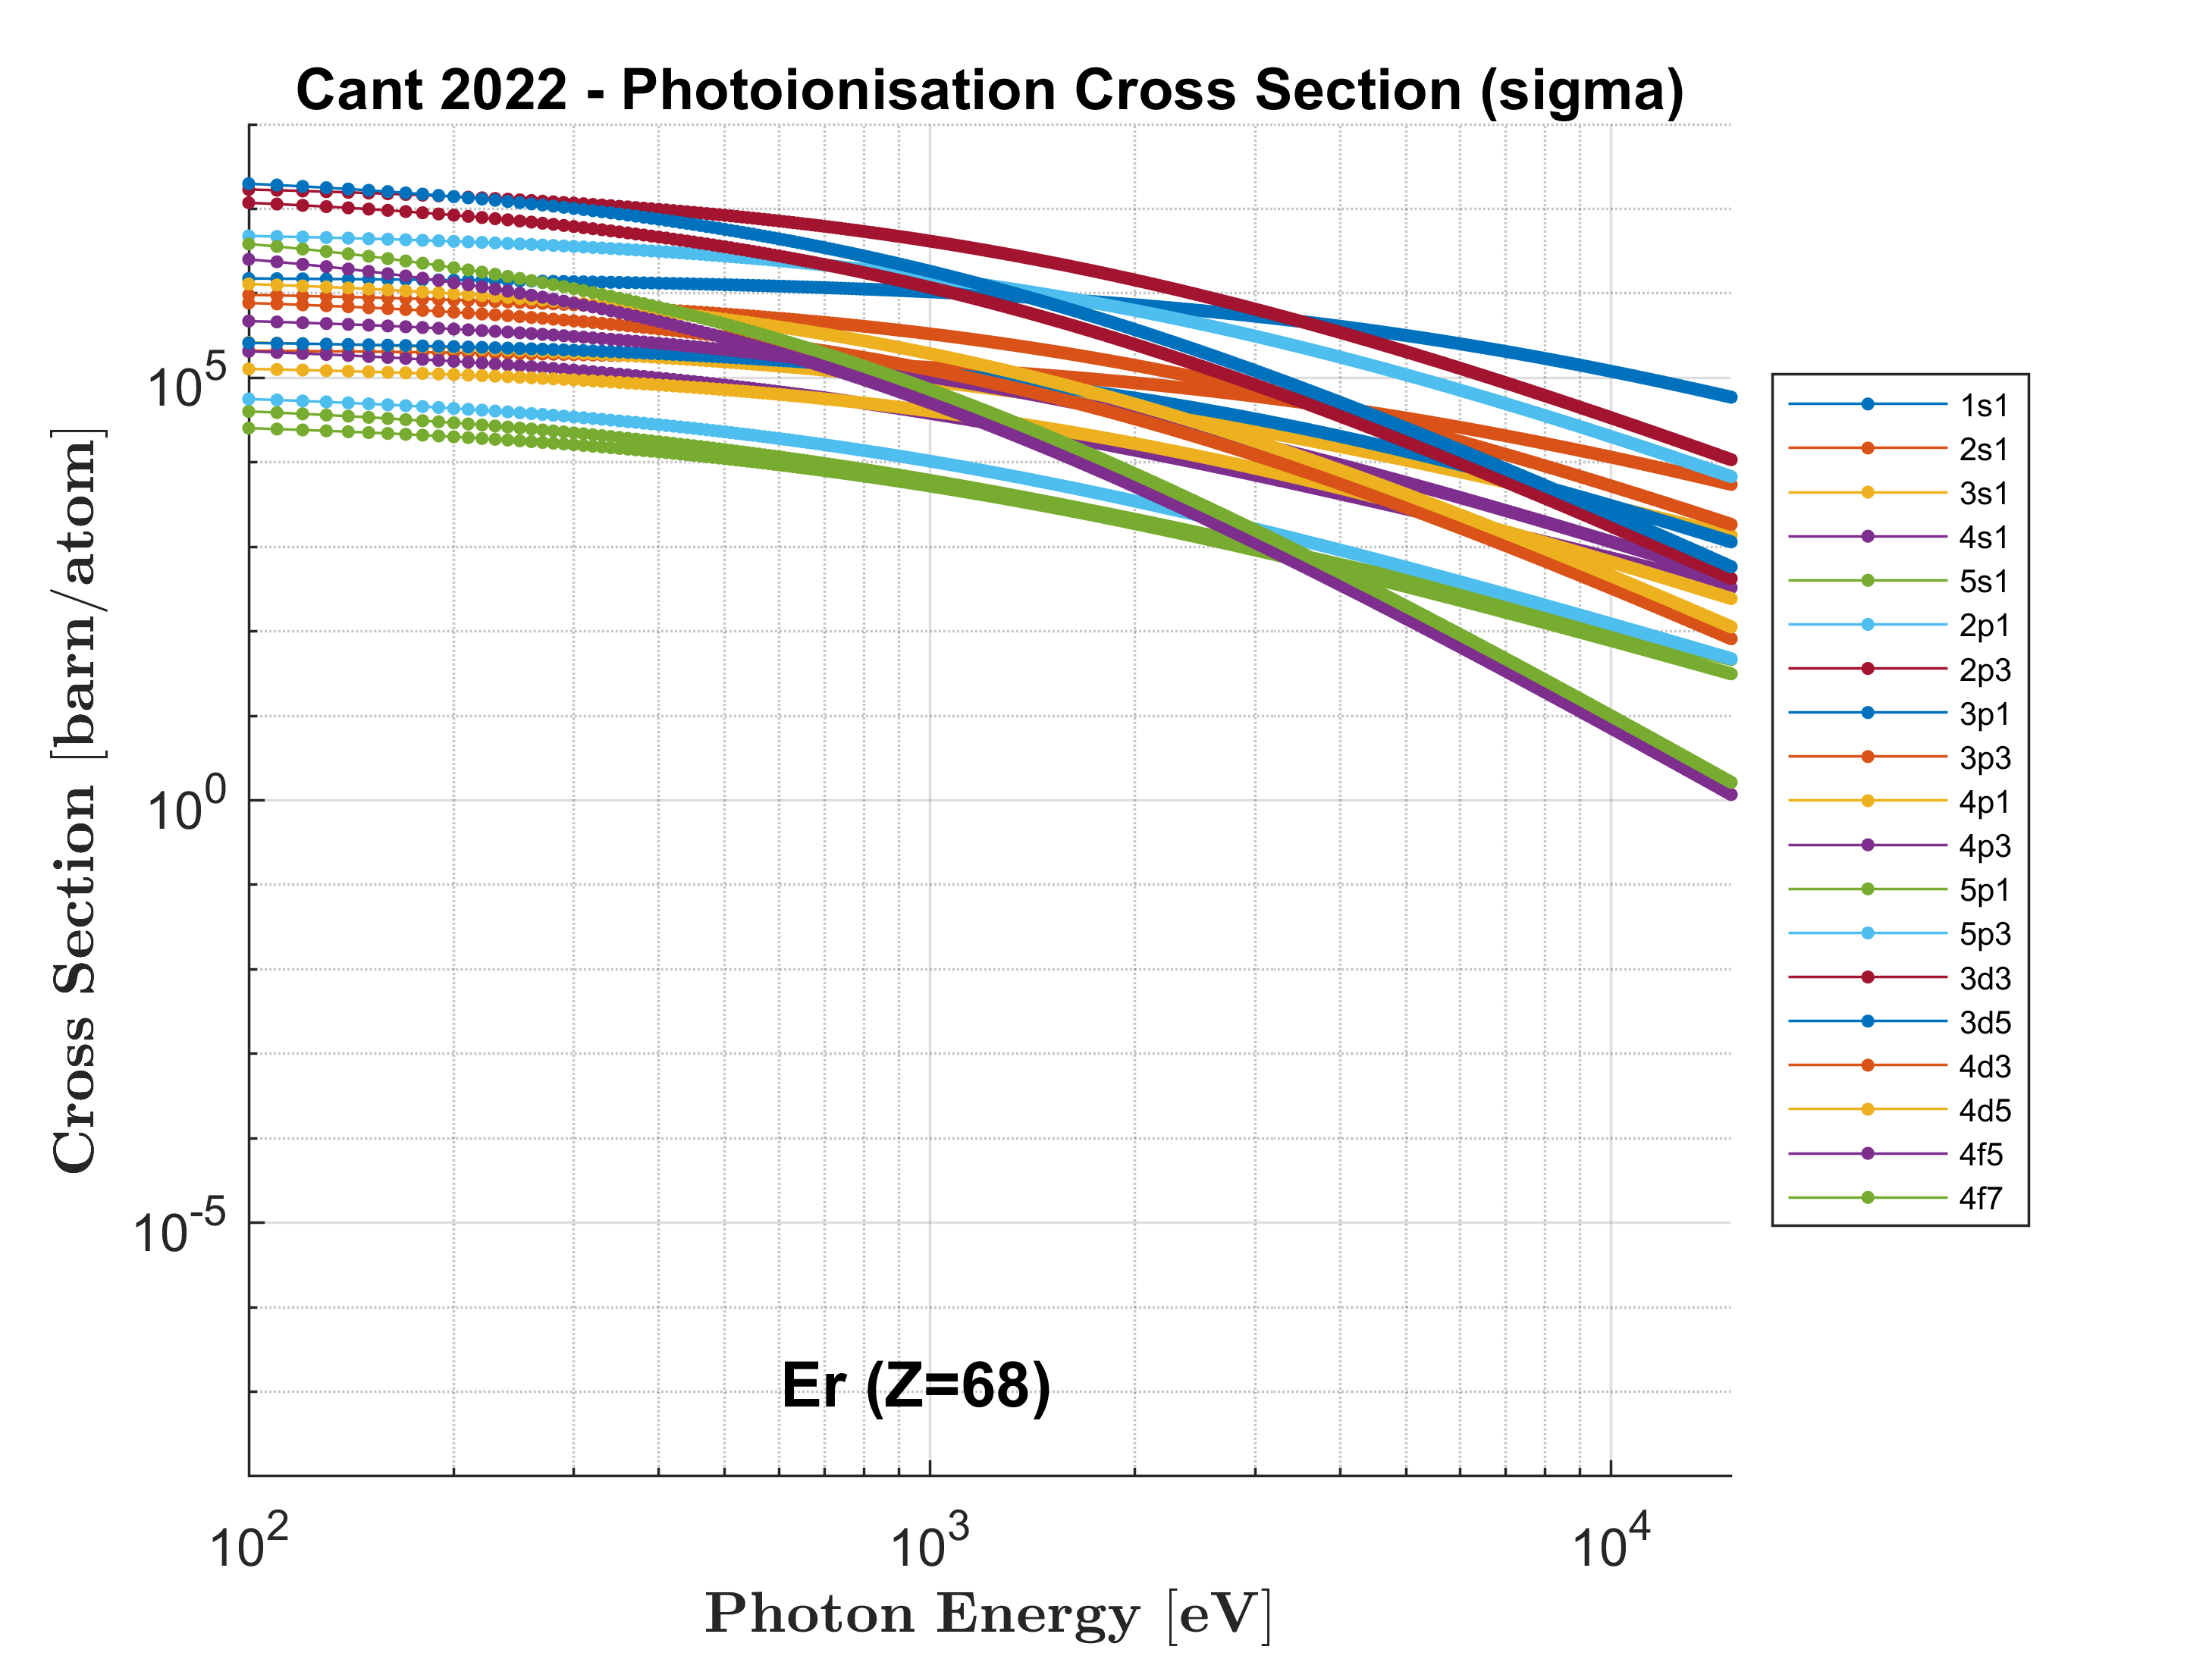 Cant 2022 - Photoionisation Cross Section (sigma)
Cross Section [barn/atom]
10^5
10^0
10^-5
Er (Z=68)
10^2
10^3
10^4
Photon Energy [eV]
1s1
2s1
3s1
4s1
5s1
2p1
2p3
3p1
3p3
4p1
4p3
5p1
5p3
3d3
3d5
4d3
4d5
4f5
4f7